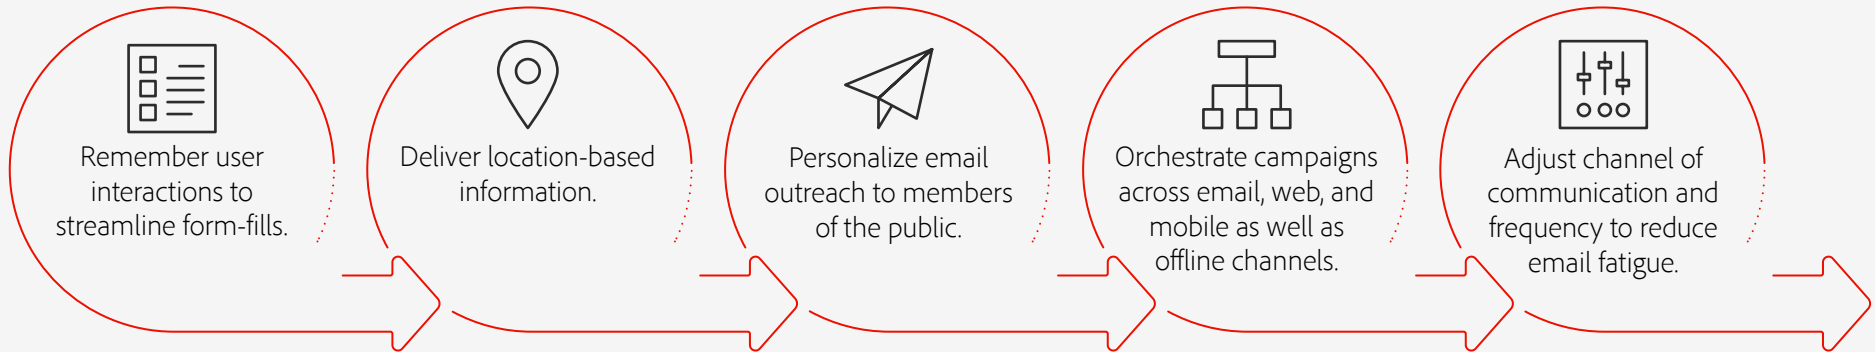 Remember user
interactions to
streamline form-fills.
Deliver location-based
information.
Personalize email
outreach to members
of the public.
Orchestrate campaigns
across email, web, and
mobile as well as
offline channels.
Adjust channel of
communication and
frequency to reduce
email fatigue.